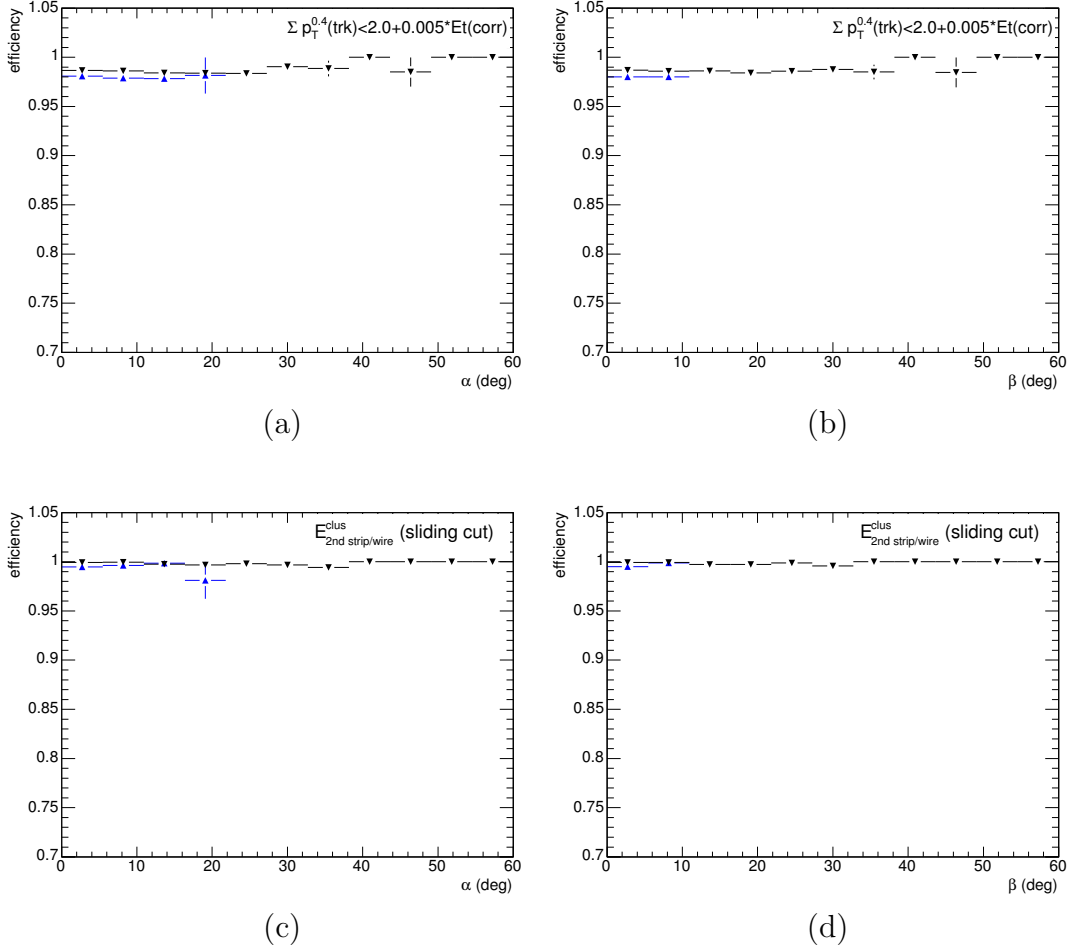 Σ p_T^0.4(trk)<2.0+0.005*Et(corr)
efficiency
1
0.95
0.9
0.85
0.8
0.75
0.7
0 10 20 30 40 50 60
α (deg)
(a)
Σ p_T^0.4(trk)<2.0+0.005*Et(corr)
efficiency
1
0.95
0.9
0.85
0.8
0.75
0.7
0 10 20 30 40 50 60
β (deg)
(b)
1.05
E^clus_2nd strip/wire (sliding cut)
efficiency
1
0.95
0.9
0.85
0.8
0.75
0.7
0 10 20 30 40 50 60
α (deg)
(c)
1.05
E^clus_2nd strip/wire (sliding cut)
efficiency
1
0.95
0.9
0.85
0.8
0.75
0.7
0 10 20 30 40 50 60
β (deg)
(d)